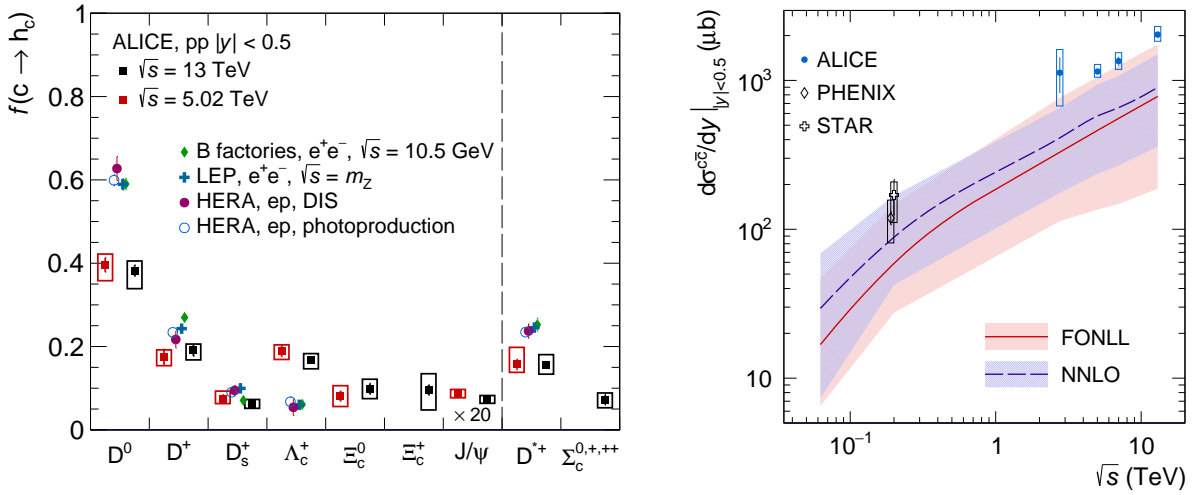 f(c → h_c)
1
0.8
0.6
0.4
0.2
0
ALICE, pp |y| < 0.5
√s = 13 TeV
√s = 5.02 TeV
B factories, e⁺e⁻, √s = 10.5 GeV
LEP, e⁺e⁻, √s = m_Z
HERA, ep, DIS
HERA, ep, photoproduction
× 20
D⁰ D⁺ D_s⁺ Λ_c⁺ Ξ_c⁰ Ξ_c⁺ J/ψ D*⁺ Σ_c^{0,+,++}
dσ^{cc̄}/dy |_{|y|<0.5} (μb)
10³
10²
10
ALICE
PHENIX
STAR
FONLL
NNLO
10⁻¹ 1 10
√s (TeV)